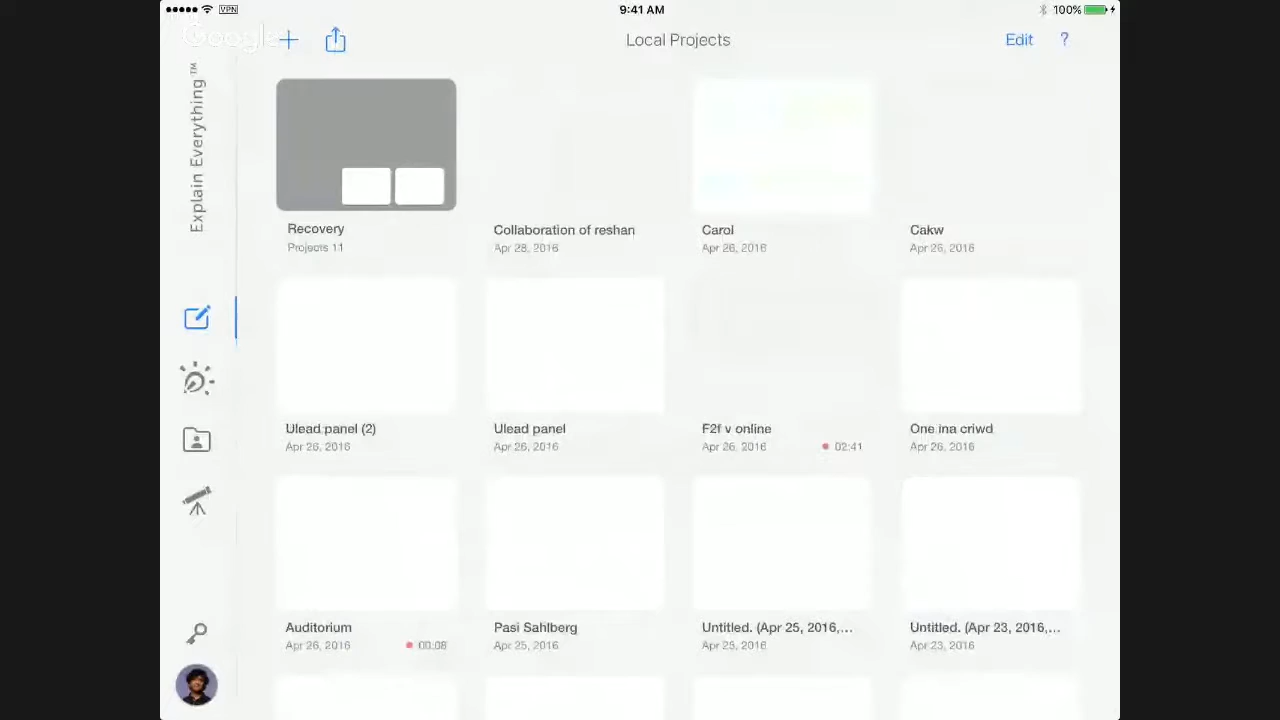 VPN
9:41 AM
100%
Google
Local Projects
Edit
?
Explain Everything™
Recovery
Projects 11
Collaboration of reshan
Apr 28, 2016
Carol
Apr 26, 2016
Cakw
Apr 26, 2016
Ulead panel (2)
Apr 26, 2016
Ulead panel
Apr 26, 2016
F2f v online
Apr 26, 2016
02:41
One ina criwd
Apr 26, 2016
Auditorium
Apr 26, 2016
00:08
Pasi Sahlberg
Apr 25, 2016
Untitled. (Apr 25, 2016,...
Apr 25, 2016
Untitled. (Apr 23, 2016,...
Apr 23, 2016